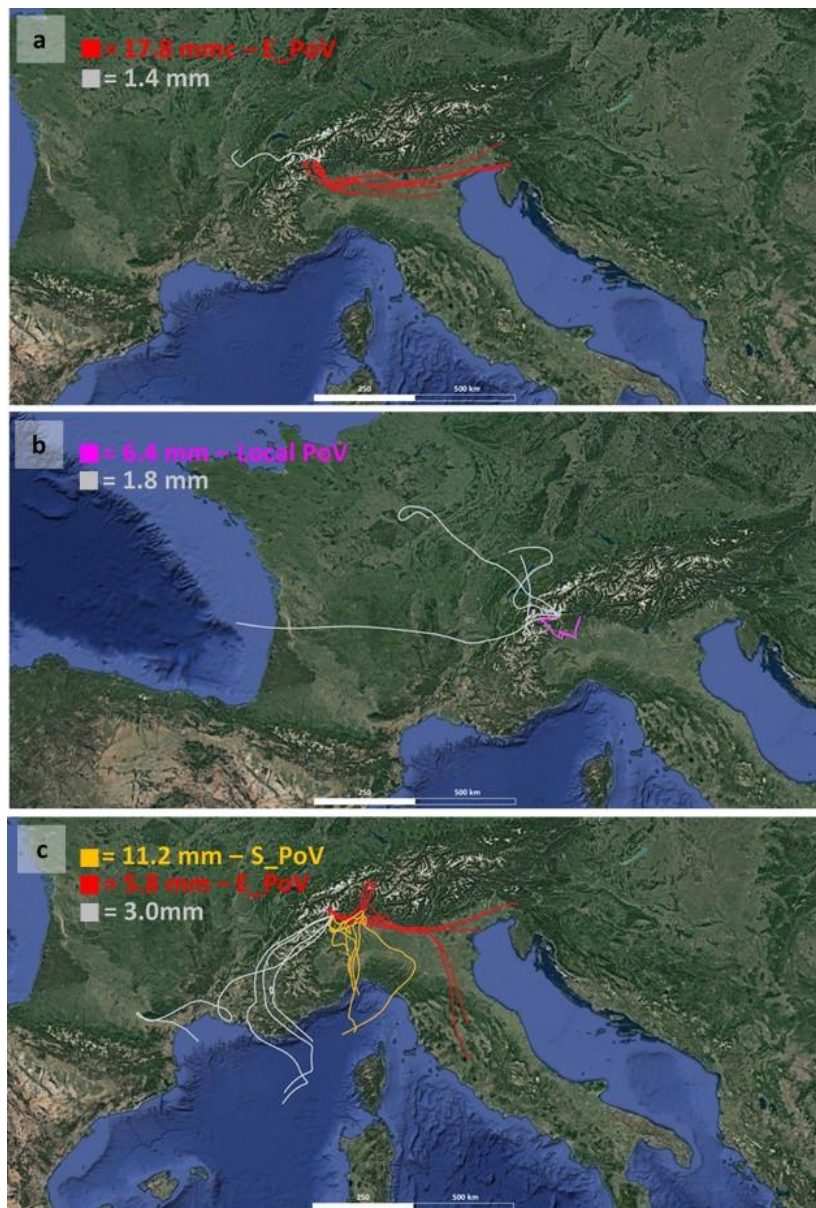 a
= 17.8 mmc – E_PoV
= 1.4 mm
250 500 km
b
= 6.4 mm – Local PoV
= 1.8 mm
250 500 km
c
= 11.2 mm – S_PoV
= 5.8 mm – E_PoV
= 3.0mm
250 500 km